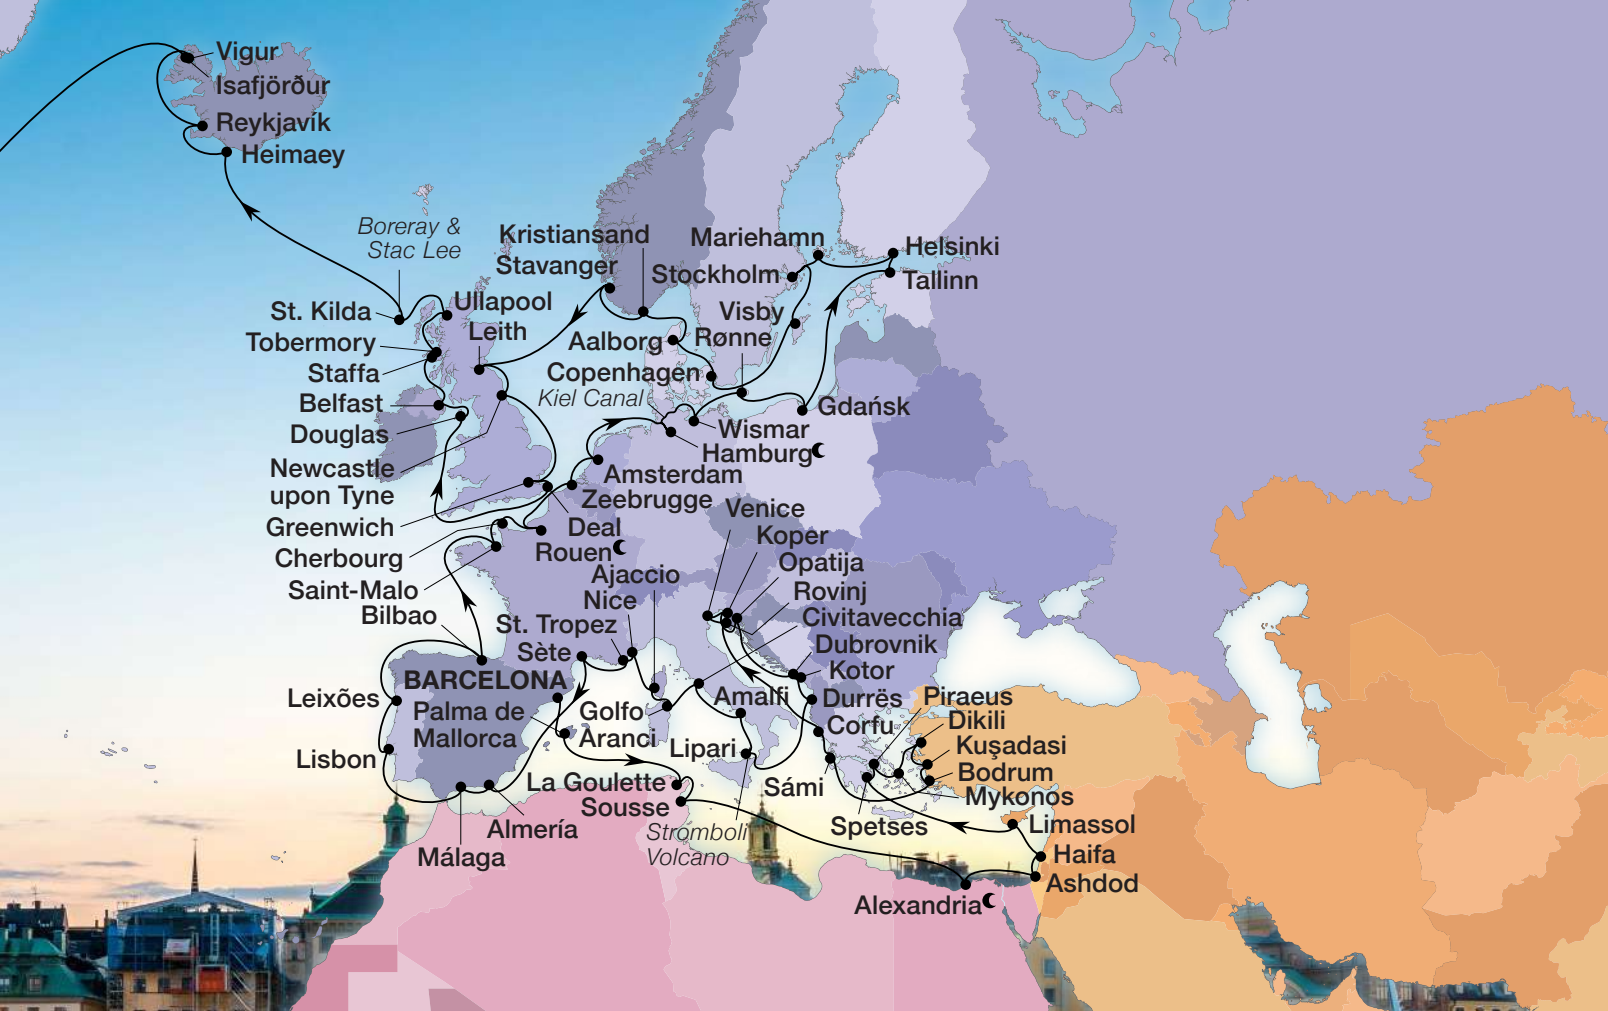 Vigur
Isafjörður
Reykjavík
Heimaey
Boreray &
Stac Lee
Kristiansand
Stavanger
Mariehamn
Helsinki
Stockholm
Tallinn
St. Kilda
Ullapool
Leith
Visby
Rønne
Tobermory
Aalborg
Staffa
Copenhagen
Kiel Canal
Belfast
Gdańsk
Douglas
Wismar
Hamburg
Newcastle
upon Tyne
Amsterdam
Zeebrugge
Greenwich
Deal
Venice
Cherbourg
Rouen
Koper
Saint-Malo
Ajaccio
Opatija
Bilbao
Nice
Rovinj
St. Tropez
Civitavecchia
Sète
Dubrovnik
BARCELONA
Kotor
Leixões
Palma de
Mallorca
Golfo
Aranci
Amalfi
Durrës
Piraeus
Corfu
Dikili
Lisbon
Lipari
Kuşadasi
La Goulette
Sámi
Bodrum
Sousse
Mykonos
Almería
Stromboli
Volcano
Spetses
Limassol
Málaga
Haifa
Ashdod
Alexandria